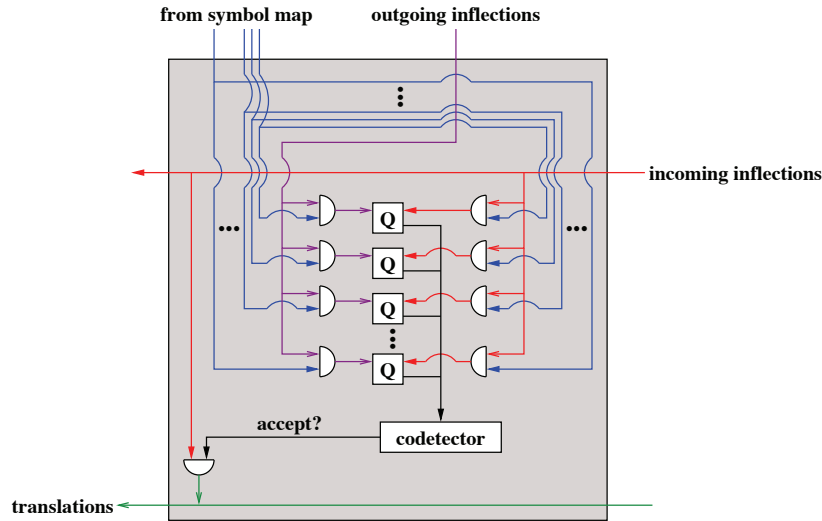 from symbol map
outgoing inflections
incoming inflections
Q
Q
Q
Q
accept?
codetector
translations